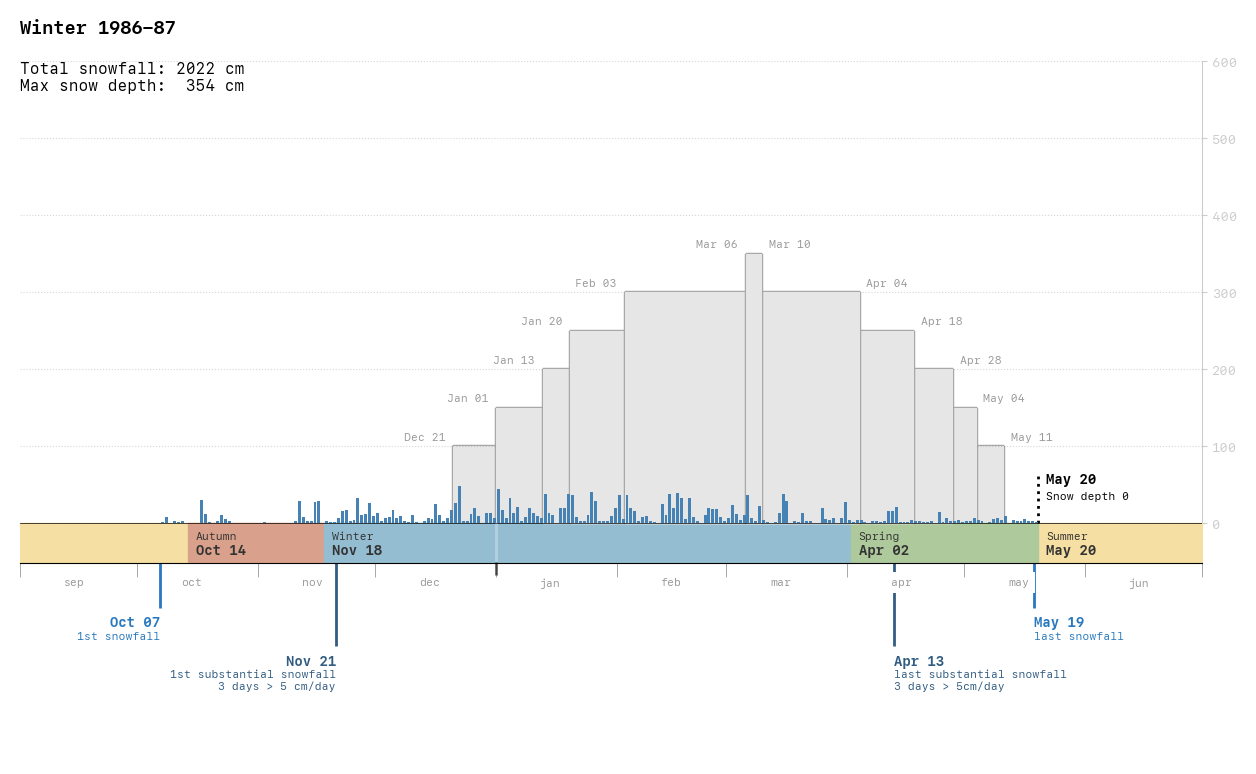 Winter 1986–87
Total snowfall: 2022 cm
Max snow depth:  354 cm
600
500
400
Mar 06 Mar 10
Feb 03 Apr 04
300
Jan 20 Apr 18
Jan 13 Apr 28
200
Jan 01 May 04
Dec 21 May 11
100
May 20
Snow depth 0
0
Autumn Winter Spring Summer
Oct 14 Nov 18 Apr 02 May 20
sep oct nov dec jan feb mar apr may jun
Oct 07
1st snowfall
May 19
last snowfall
Nov 21
1st substantial snowfall
3 days > 5 cm/day
Apr 13
last substantial snowfall
3 days > 5cm/day